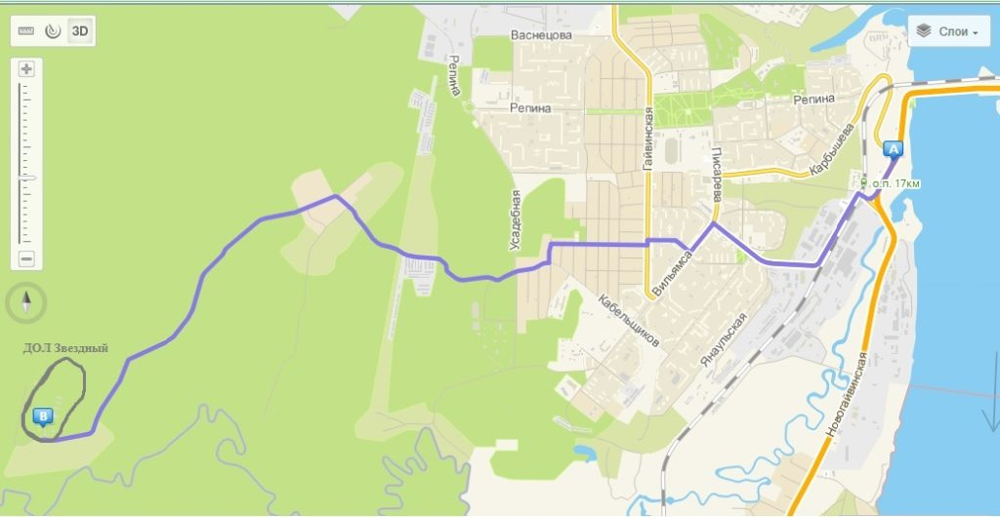 3D
Слои
Васнецова
Репина
Репина
Репина
Гайвинская
Писарева
Карбышева
А
о.п. 17км
Усадебная
Вильямса
Кабельщиков
Янаульская
Новогайвинская
ДОЛ Звездный
В